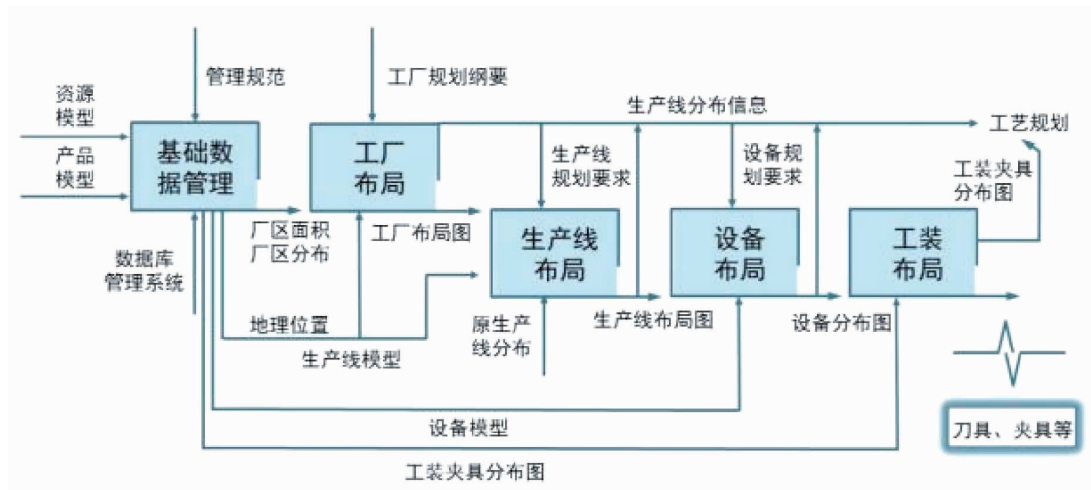 管理规范
工厂规划纲要
资源
模型
产品
模型
基础数
据管理
工厂
布局
生产线分布信息
工艺规划
生产线
规划要求
设备规
划要求
工装夹具
分布图
厂区面积
厂区分布
工厂布局图
生产线
布局
设备
布局
工装
布局
数据库
管理系统
地理位置
生产线模型
原生产
线分布
生产线布局图
设备分布图
设备模型
工装夹具分布图
刀具、夹具等